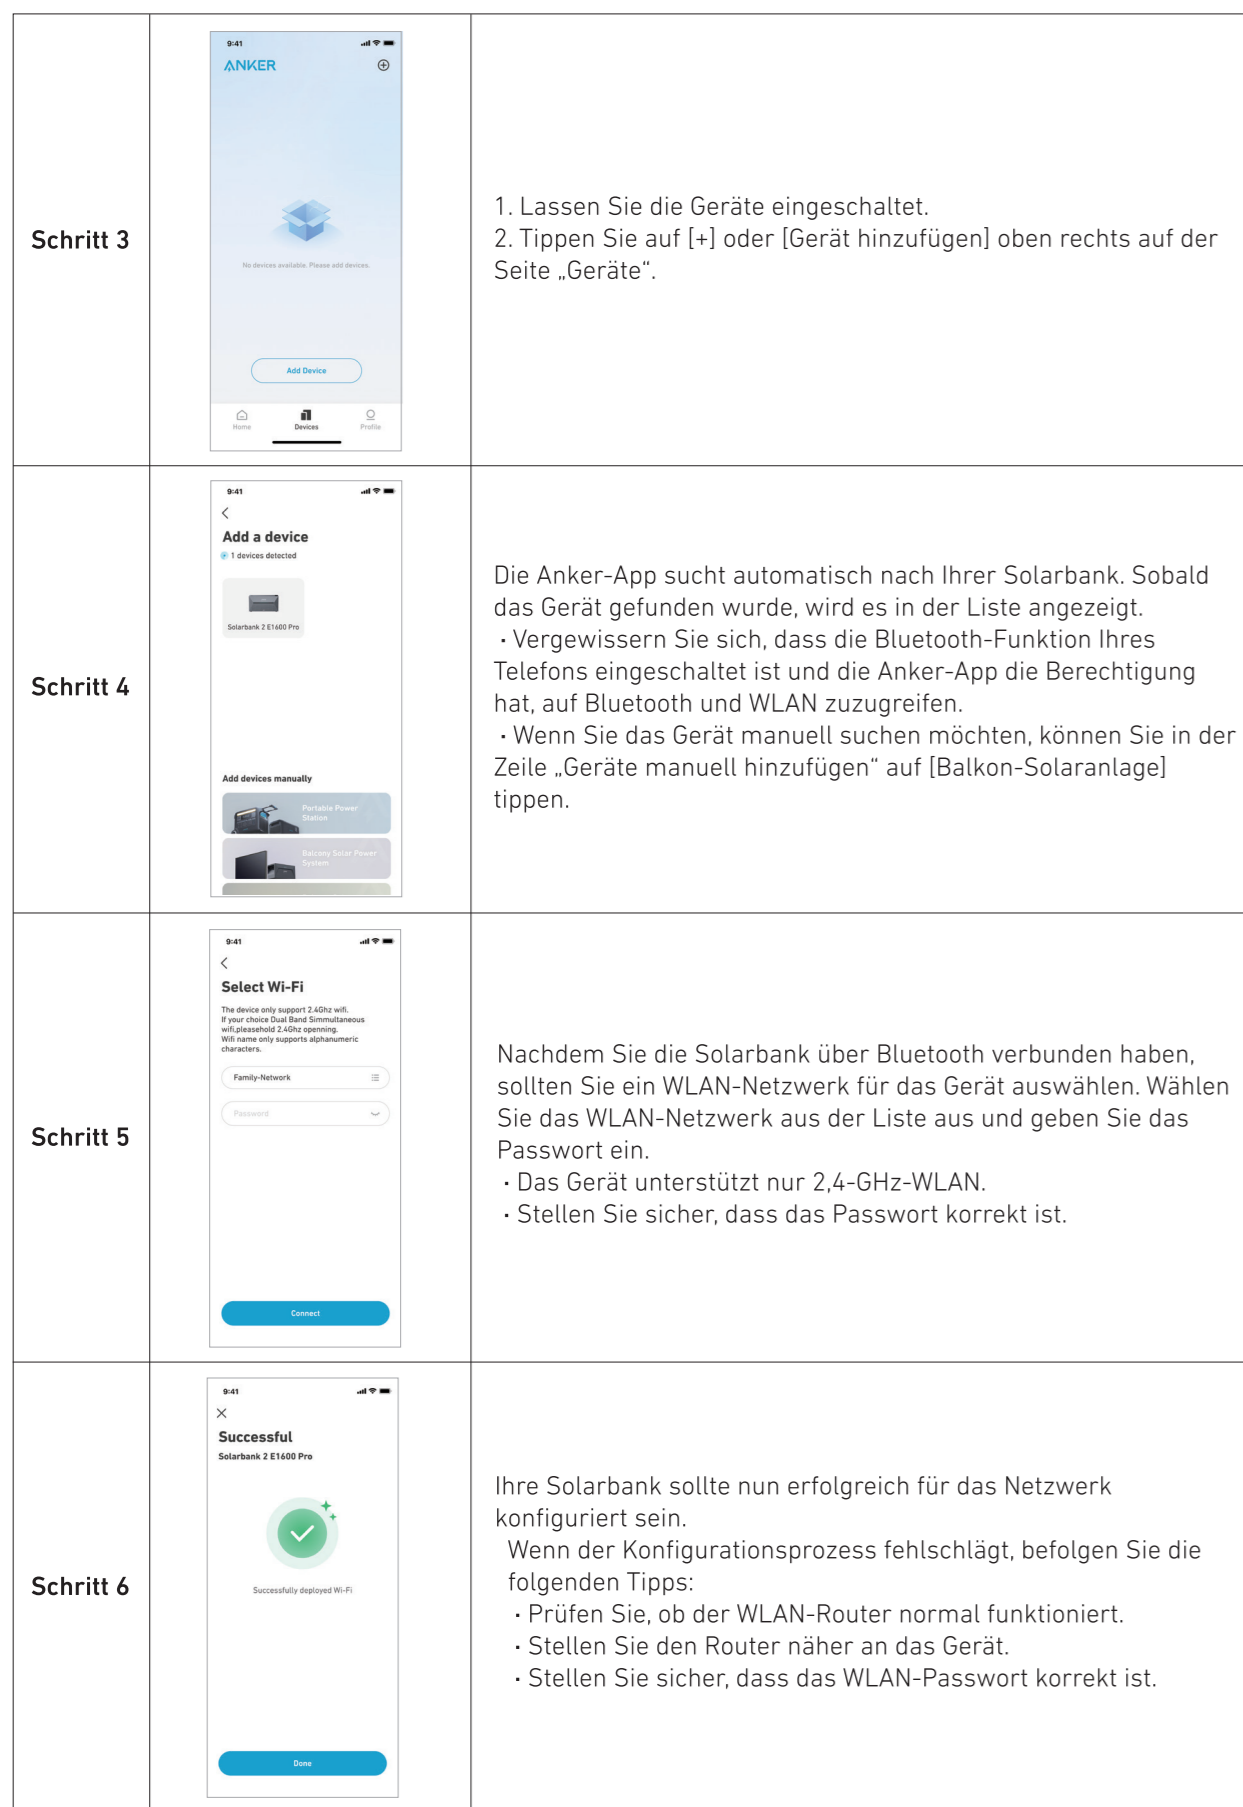 Schritt 3
9:41
ANKER
No devices available. Please add devices.
Add Device
Home
Devices
Profile
1. Lassen Sie die Geräte eingeschaltet.
2. Tippen Sie auf [+] oder [Gerät hinzufügen] oben rechts auf der
Seite „Geräte“.
Schritt 4
9:41
Add a device
1 devices detected
Solarbank 2 E1600 Pro
Add devices manually
Portable Power
Station
Balcany Solar Power
System
Die Anker-App sucht automatisch nach Ihrer Solarbank. Sobald
das Gerät gefunden wurde, wird es in der Liste angezeigt.
· Vergewissern Sie sich, dass die Bluetooth-Funktion Ihres
Telefons eingeschaltet ist und die Anker-App die Berechtigung
hat, auf Bluetooth und WLAN zuzugreifen.
· Wenn Sie das Gerät manuell suchen möchten, können Sie in der
Zeile „Geräte manuell hinzufügen“ auf [Balkon-Solaranlage]
tippen.
Schritt 5
9:41
Select Wi-Fi
The device only support 2.4Ghz wifi.
If your choice Dual Band Simmultaneous
wifi,pleasehold 2.4Ghz openning.
Wifi name only supports alphanumeric
characters.
Family-Network
Password
Connect
Nachdem Sie die Solarbank über Bluetooth verbunden haben,
sollten Sie ein WLAN-Netzwerk für das Gerät auswählen. Wählen
Sie das WLAN-Netzwerk aus der Liste aus und geben Sie das
Passwort ein.
· Das Gerät unterstützt nur 2,4-GHz-WLAN.
· Stellen Sie sicher, dass das Passwort korrekt ist.
Schritt 6
9:41
Successful
Solarbank 2 E1600 Pro
Successfully deployed Wi-Fi
Done
Ihre Solarbank sollte nun erfolgreich für das Netzwerk
konfiguriert sein.
Wenn der Konfigurationsprozess fehlschlägt, befolgen Sie die
folgenden Tipps:
· Prüfen Sie, ob der WLAN-Router normal funktioniert.
· Stellen Sie den Router näher an das Gerät.
· Stellen Sie sicher, dass das WLAN-Passwort korrekt ist.